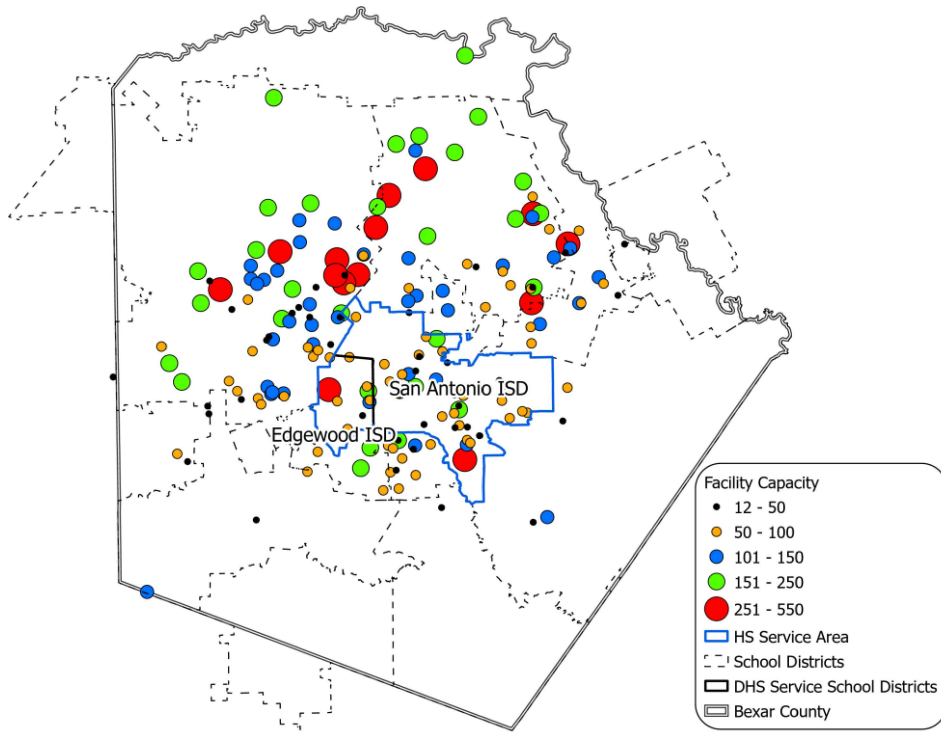 San Antonio ISD
Edgewood ISD
Facility Capacity
12 - 50
50 - 100
101 - 150
151 - 250
251 - 550
HS Service Area
School Districts
DHS Service School Districts
Bexar County